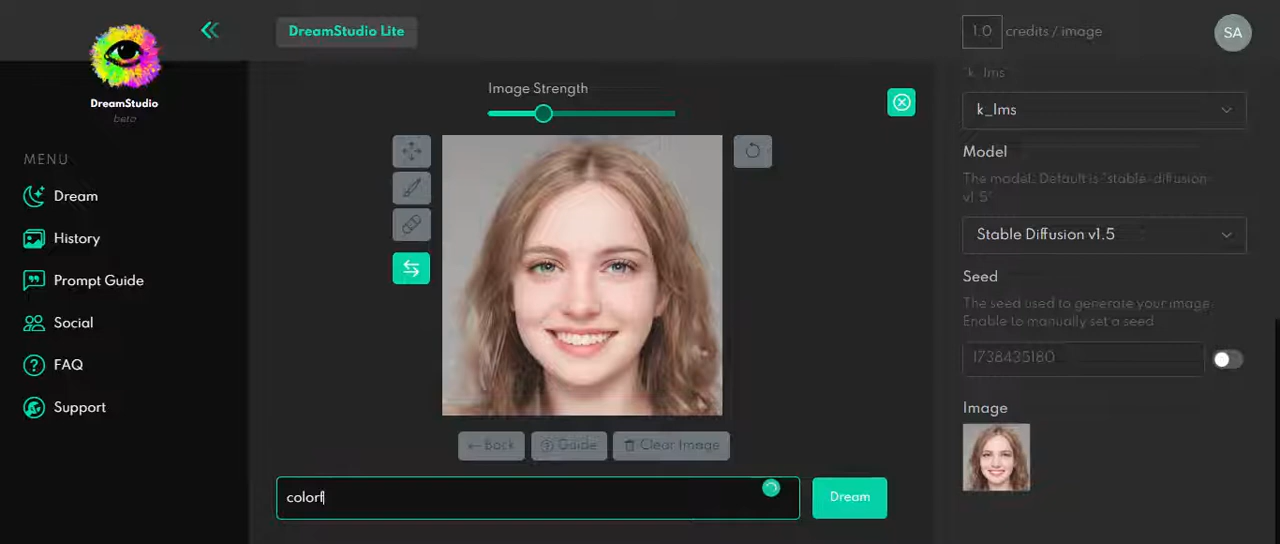 DreamStudio
beta
MENU
Dream
History
Prompt Guide
Social
FAQ
Support
DreamStudio Lite
Image Strength
← Back
Guide
Clear Image
colorf
Dream
1.0 credits / image
SA
"k_lms"
k_lms
Model
The model. Default is "stable-diffusion
v1.5"
Stable Diffusion v1.5
Seed
The seed used to generate your image.
Enable to manually set a seed
1738435180
Image